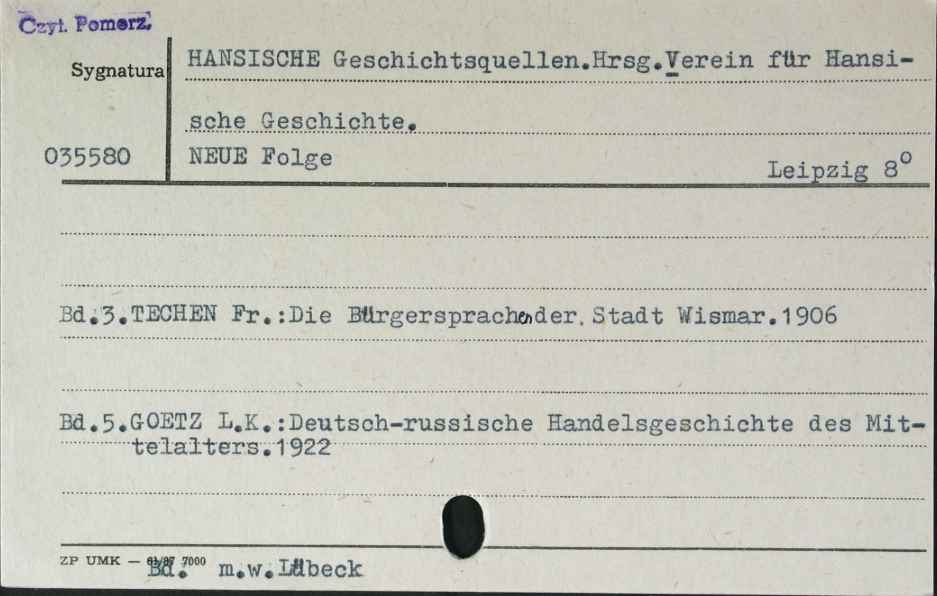 Czyt. Pomorz.
Sygnatura
HANSISCHE Geschichtsquellen.Hrsg.Verein für Hansi-
sche Geschichte.
035580
NEUE Folge
Leipzig 8°
Bd.3.TECHEN Fr.:Die Bürgersprachen der Stadt Wismar.1906
Bd.5.GOETZ L.K.:Deutsch-russische Handelsgeschichte des Mit-
telalters.1922
ZP UMK — 7000
Bd. m.w.Lübeck